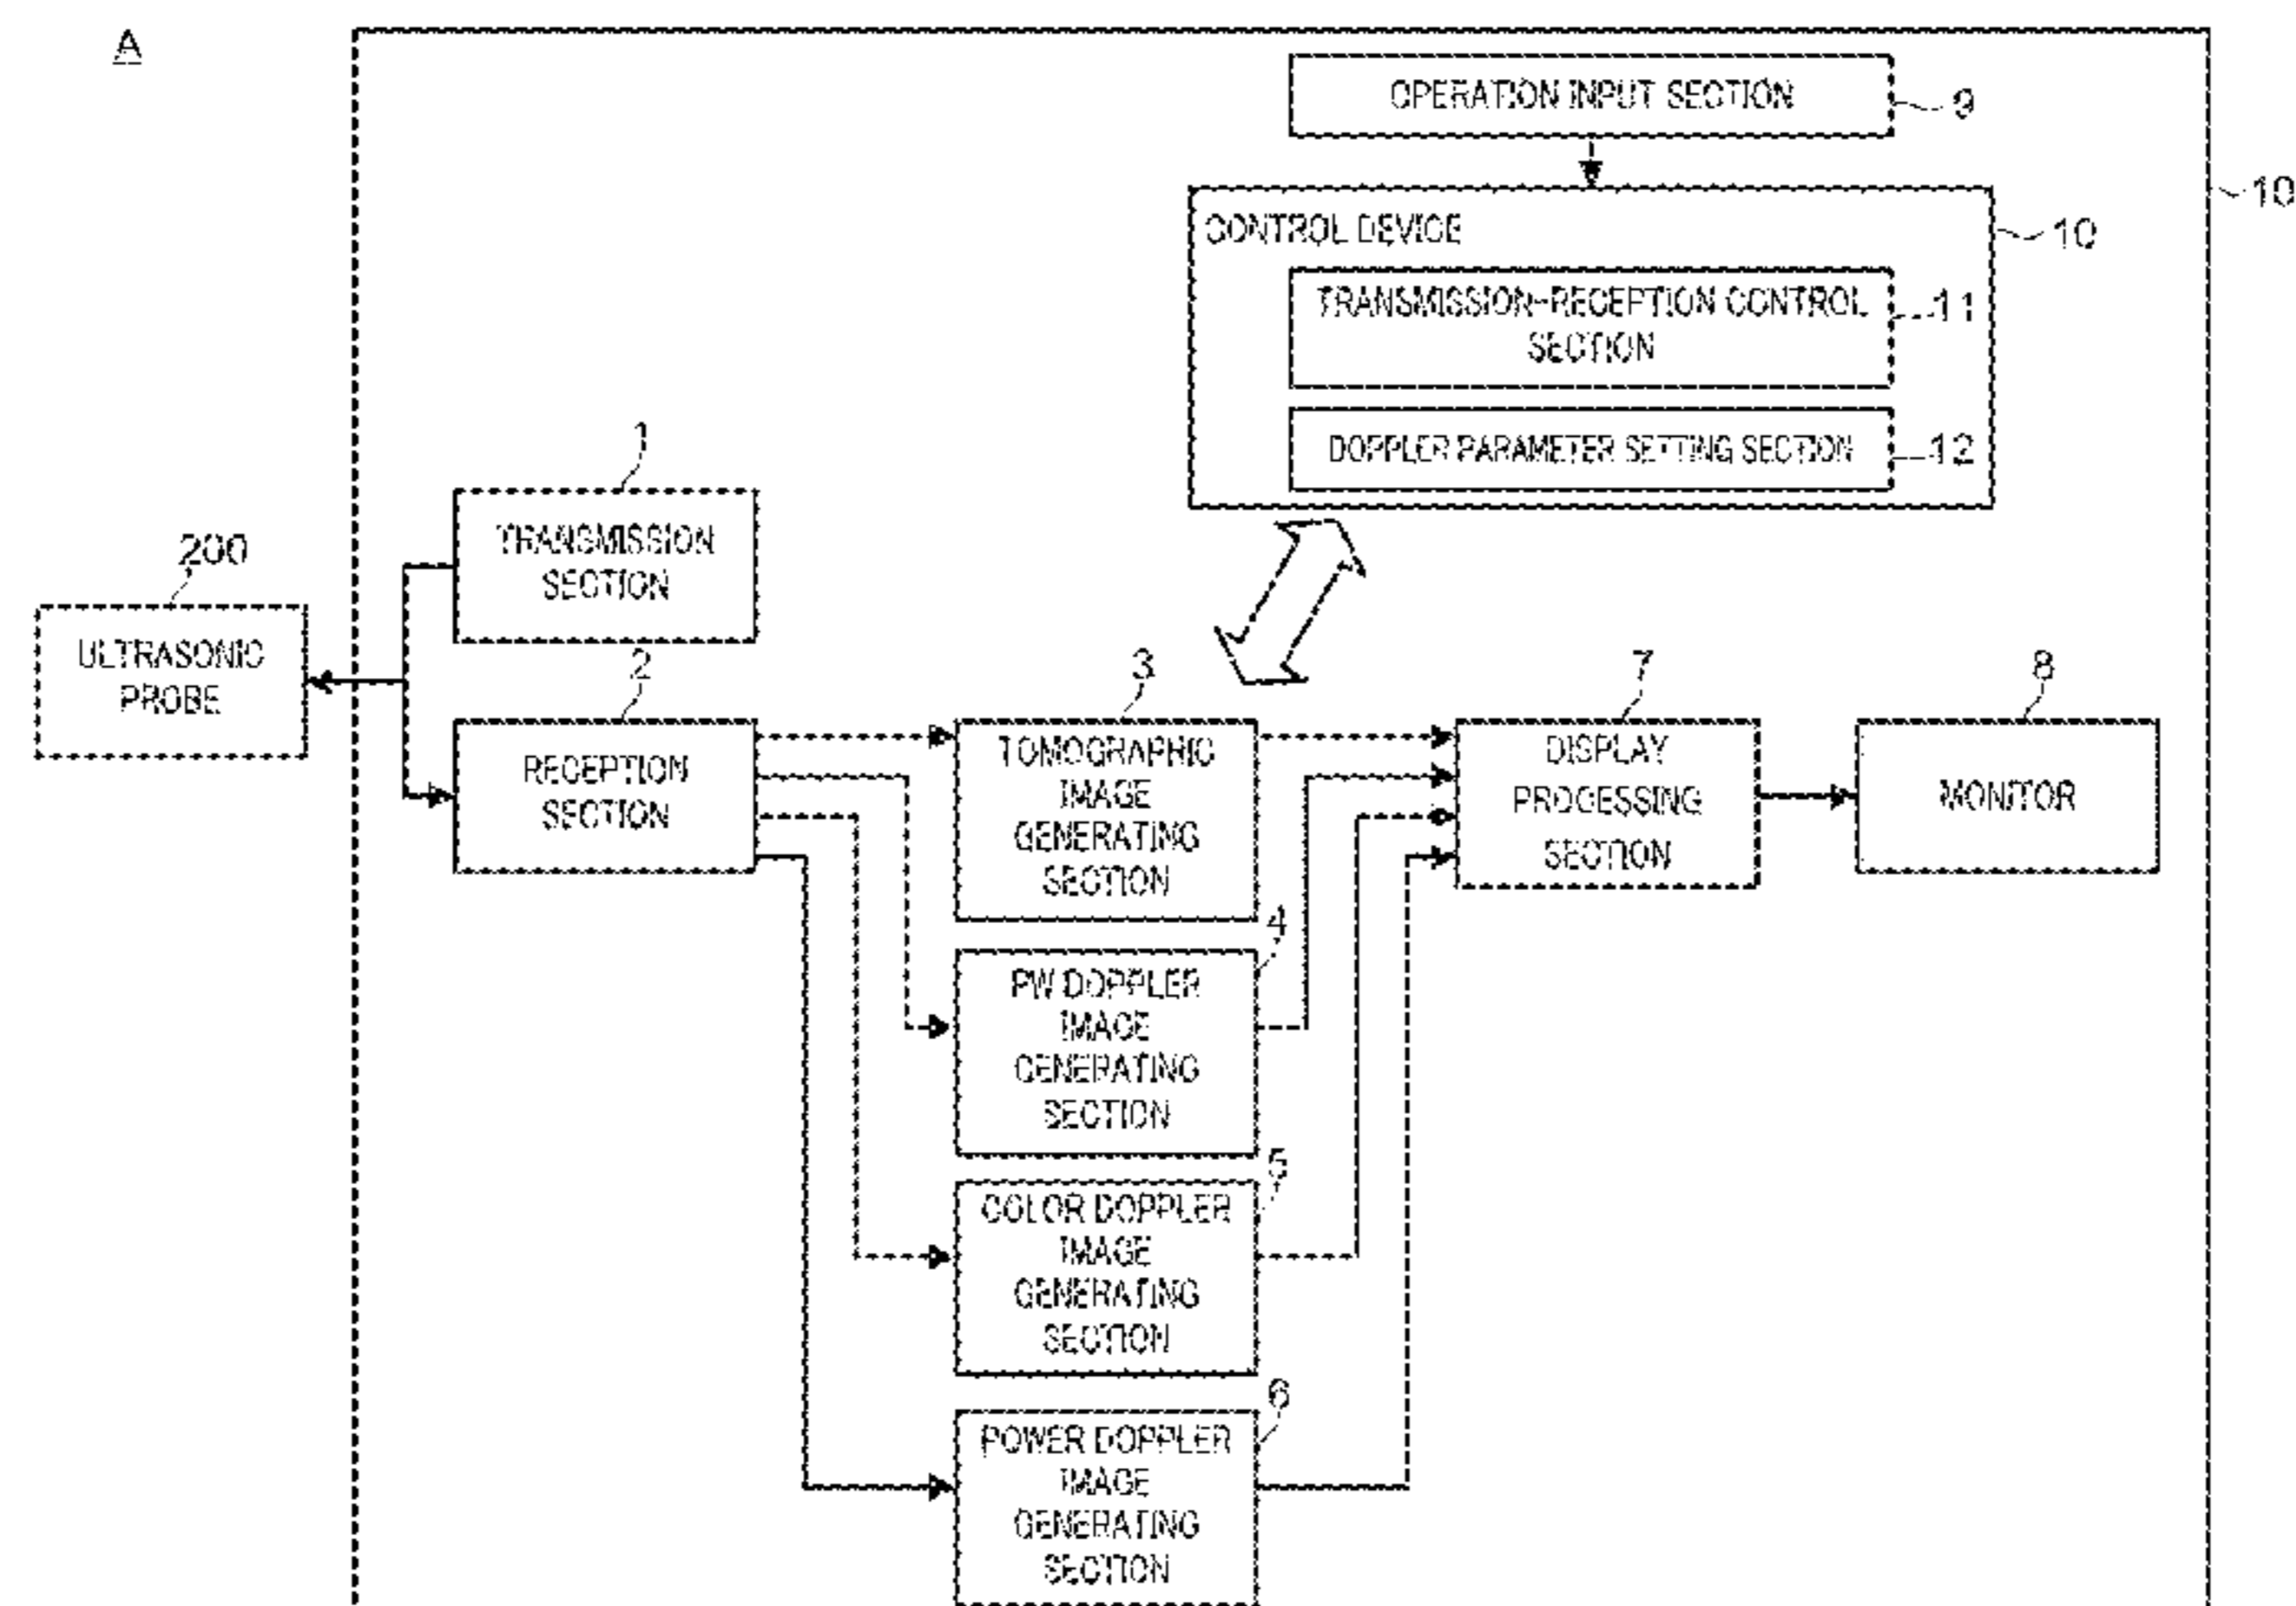 A
OPERATION INPUT SECTION
9
10
CONTROL DEVICE
10
TRANSMISSION-RECEPTION CONTROL
SECTION
11
DOPPLER PARAMETER SETTING SECTION
12
1
TRANSMISSION
SECTION
200
ULTRASONIC
PROBE
2
RECEPTION
SECTION
3
TOMOGRAPHIC
IMAGE
GENERATING
SECTION
7
DISPLAY
PROCESSING
SECTION
8
MONITOR
4
PW DOPPLER
IMAGE
GENERATING
SECTION
5
COLOR DOPPLER
IMAGE
GENERATING
SECTION
6
POWER DOPPLER
IMAGE
GENERATING
SECTION